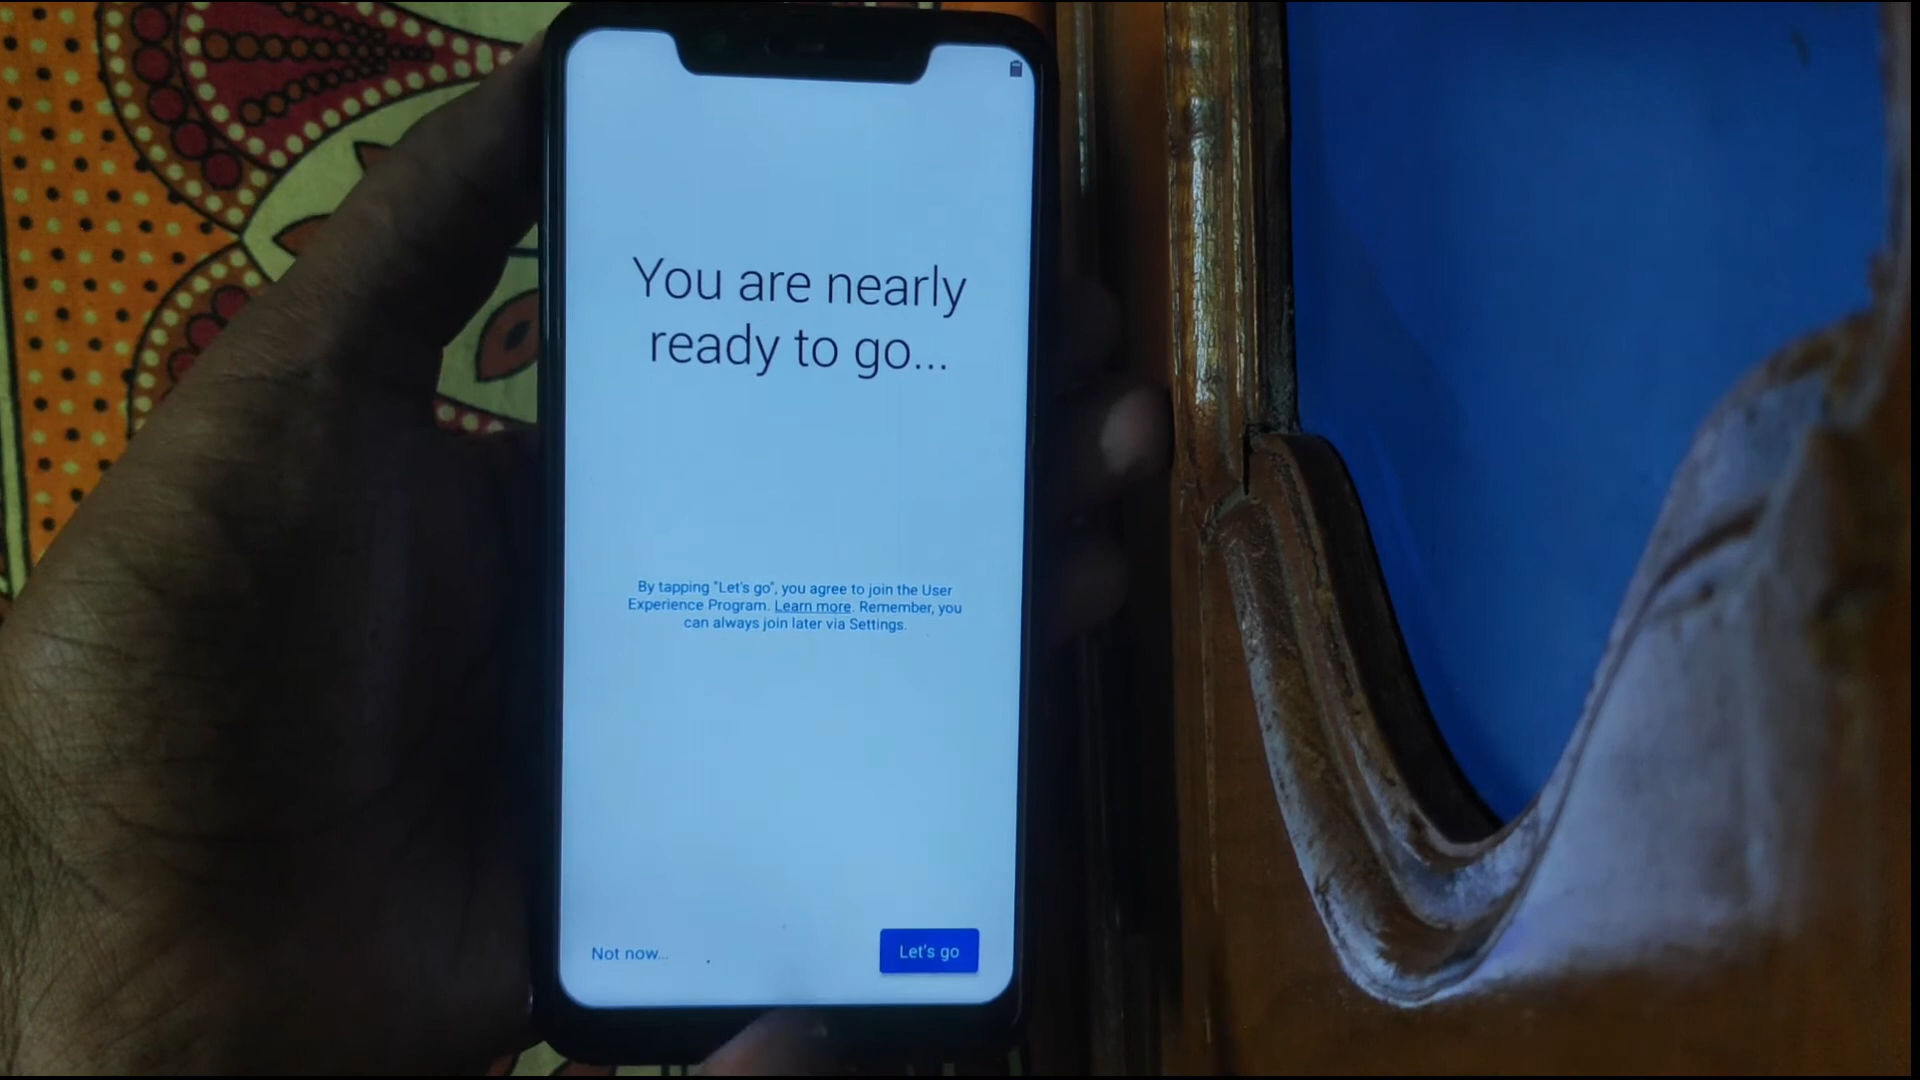 You are nearly
ready to go...
By tapping "Let's go", you agree to join the User
Experience Program. Learn more. Remember, you
can always join later via Settings.
Not now...
Let's go